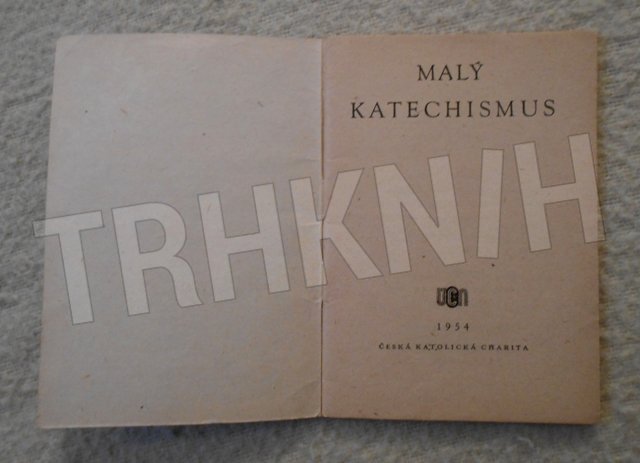 MALÝ
KATECHISMUS
TRHKNIH
1954
ČESKÁ KATOLICKÁ CHARITA